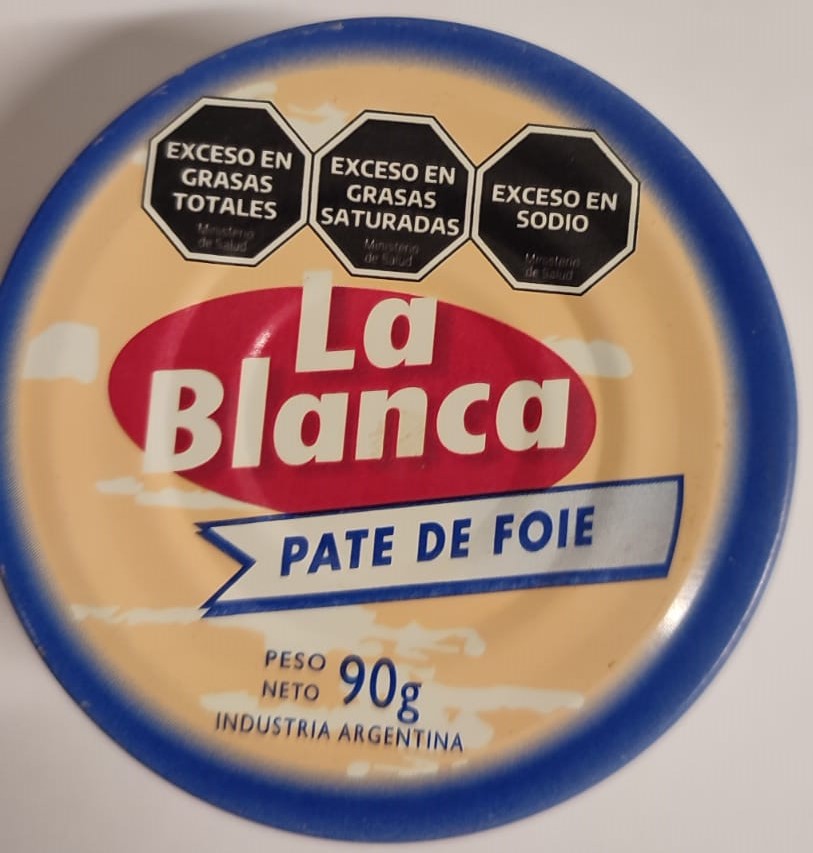 EXCESO EN
GRASAS
TOTALES
Ministerio
de Salud
EXCESO EN
GRASAS
SATURADAS
Ministerio
de Salud
EXCESO EN
SODIO
Ministerio
de Salud
La
Blanca
PATE DE FOIE
PESO
NETO
90g
INDUSTRIA ARGENTINA